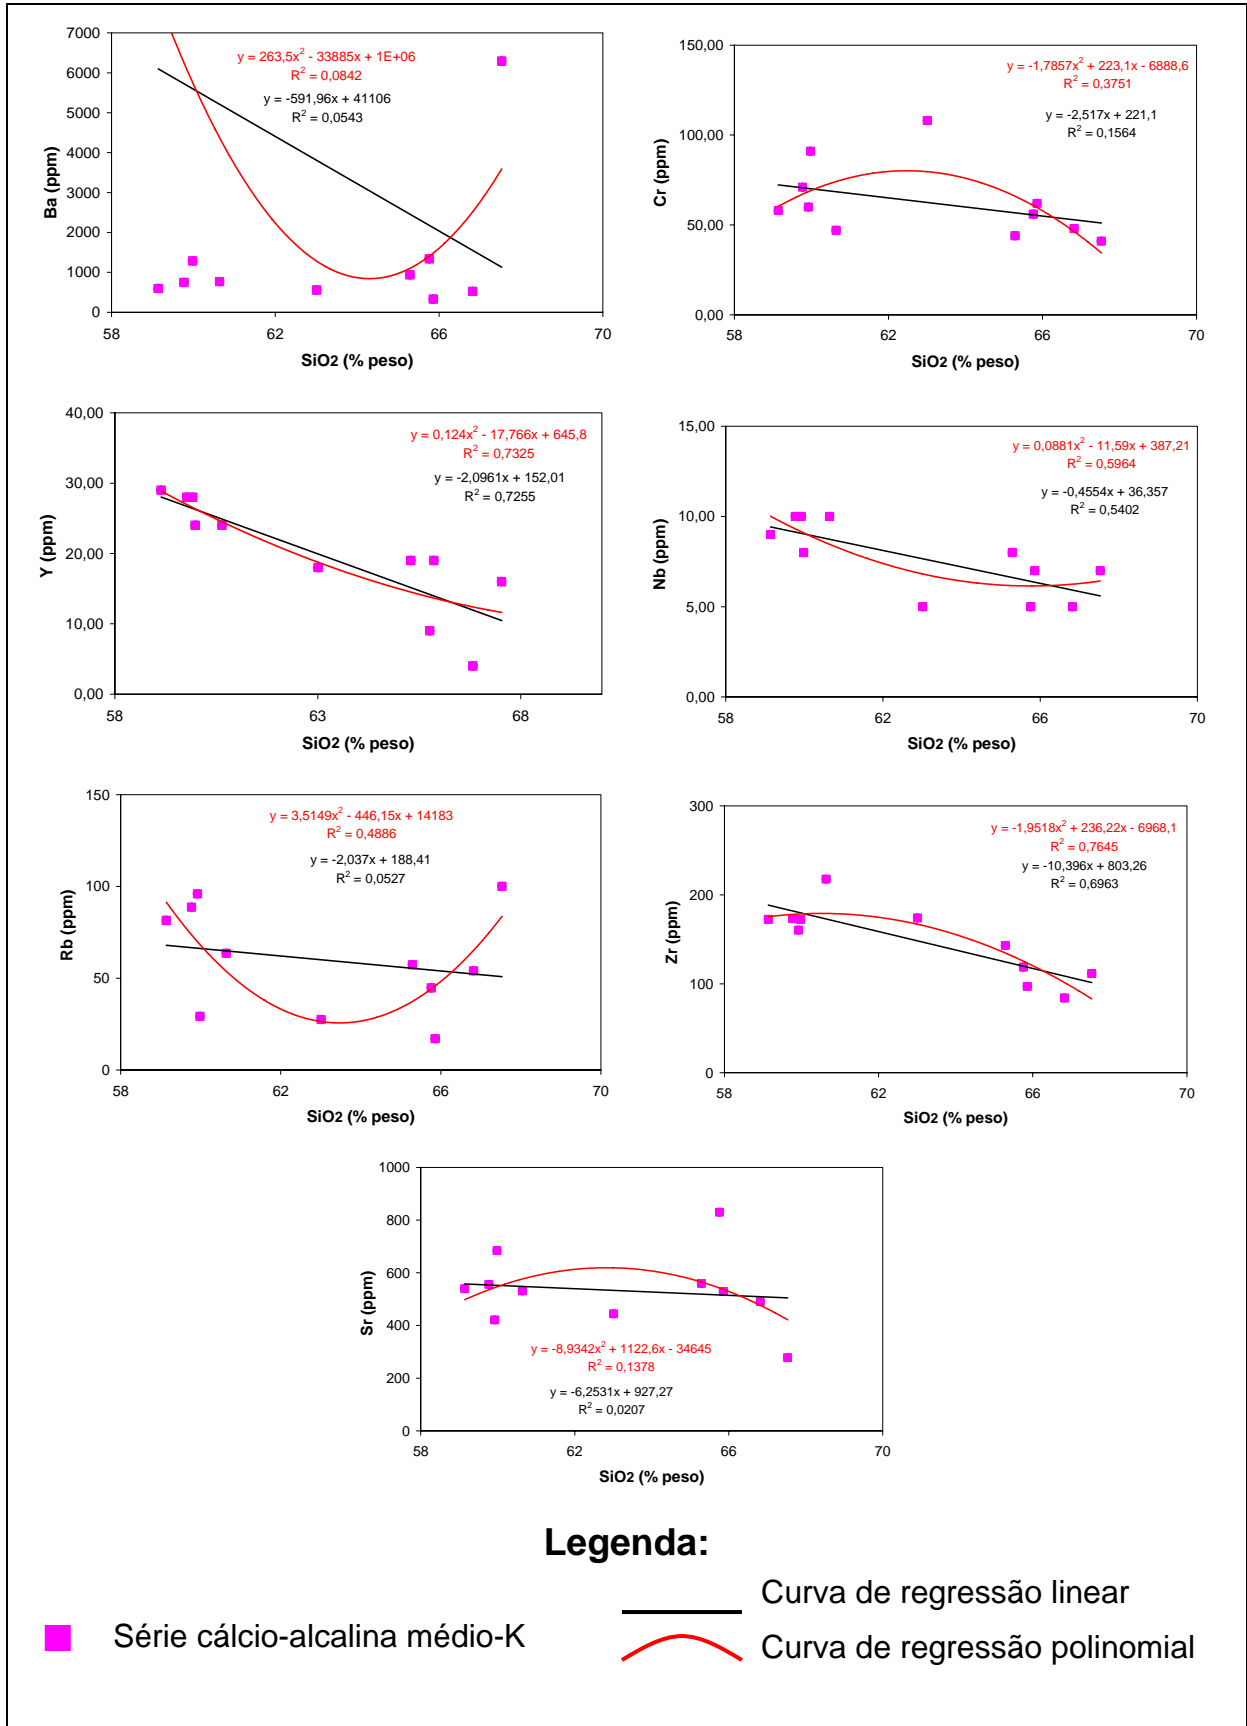 7000
6000
5000
4000
3000
2000
1000
0
Ba (ppm)
y = 263,5x² - 33885x + 1E+06
R² = 0,0842
y = -591,96x + 41106
R² = 0,0543
58 62 66 70
SiO2 (% peso)
150,00
100,00
50,00
0,00
Cr (ppm)
y = -1,7857x² + 223,1x - 6888,6
R² = 0,3751
y = -2,517x + 221,1
R² = 0,1564
58 62 66 70
SiO2 (% peso)
40,00
30,00
20,00
10,00
0,00
Y (ppm)
y = 0,124x² - 17,766x + 645,8
R² = 0,7325
y = -2,0961x + 152,01
R² = 0,7255
58 63 68
SiO2 (% peso)
15,00
10,00
5,00
0,00
Nb (ppm)
y = 0,0881x² - 11,59x + 387,21
R² = 0,5964
y = -0,4554x + 36,357
R² = 0,5402
58 62 66 70
SiO2 (% peso)
150
100
50
0
Rb (ppm)
y = 3,5149x² - 446,15x + 14183
R² = 0,4886
y = -2,037x + 188,41
R² = 0,0527
58 62 66 70
SiO2 (% peso)
300
200
100
0
Zr (ppm)
y = -1,9518x² + 236,22x - 6968,1
R² = 0,7645
y = -10,396x + 803,26
R² = 0,6963
58 62 66 70
SiO2 (% peso)
1000
800
600
400
200
0
Sr (ppm)
y = -8,9342x² + 1122,6x - 34645
R² = 0,1378
y = -6,2531x + 927,27
R² = 0,0207
58 62 66 70
SiO2 (% peso)
Legenda:
Série cálcio-alcalina médio-K
Curva de regressão linear
Curva de regressão polinomial